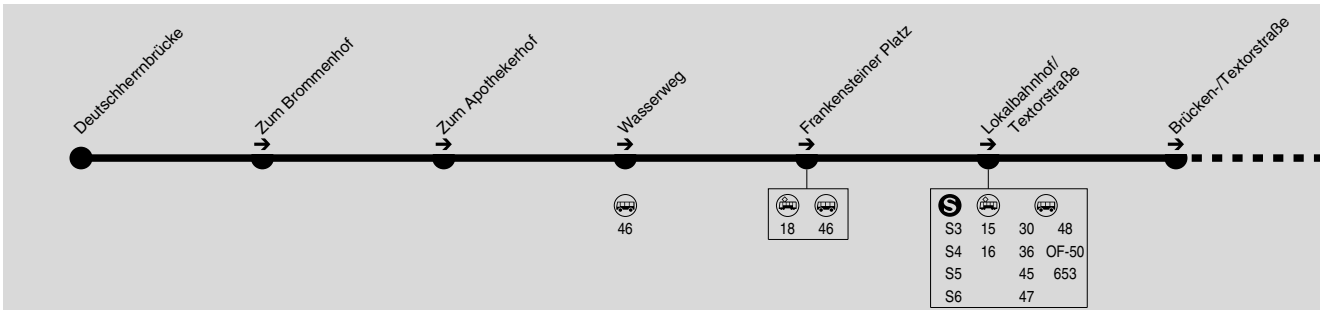 Deutschherrnbrücke
Zum Brommenhof
Zum Apothekerhof
Wasserweg
Frankensteiner Platz
Lokalbahnhof/
Textorstraße
Brücken-/Textorstraße
46
18 46
S
S3 15 30 48
S4 16 36 OF-50
S5 45 653
S6 47